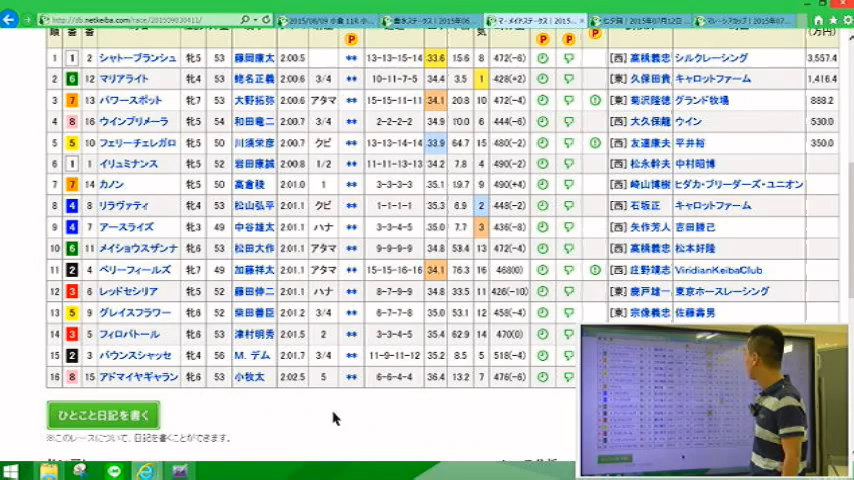 http://db.netkeiba.com/race/201509030411/
2015/08/09 小倉 11R 小...
垂水ステークス | 2015年06...
マーメイドステークス | 2015...
七夕賞 | 2015年07月12日...
マレーシアカップ | 2015年07...
(万円)
1 1 2 シャトーブランシュ 牝5 53 藤岡康太 2:00.5 ** 13-13-15-14 33.6 15.6 8 472(-6) [西] 高橋義忠 シルクレーシング 3,557.4
2 6 12 マリアライト 牝4 53 蛯名正義 2:00.6 3/4 ** 10-11-7-5 34.4 3.5 1 428(+2) [東] 久保田貴 キャロットファーム 1,416.4
3 7 13 パワースポット 牝7 53 大野拓弥 2:00.6 アタマ ** 15-15-11-11 34.1 20.8 10 472(-4) [東] 菊沢隆徳 グランド牧場 888.2
4 8 16 ウインプリメーラ 牝5 54 和田竜二 ** 2-2-2-2 34.9 6 444(-6) [西] 大久保龍 ウイン 530.0
5 5 10 フェリーチェレガロ 牝5 50 川須栄彦 クビ ** 13-13-14-14 33.9 64.7 15 480(-2) [西] 友道康夫 平井裕 350.0
6 1 1 イリュミナンス 牝5 52 岩田康誠 2:00.8 1/2 ** 11-11-13-13 34.2 7.8 4 490(-2) [西] 松永幹夫 中村昭博
7 7 14 カノン 牝5 50 高倉稜 2:01.0 1 ** 3-3-3-3 35.1 19.7 9 490(+4) [西] 崎山博樹 ヒダカ・ブリーダーズ・ユニオン
8 4 8 リラヴァティ 牝4 53 松山弘平 2:01.0 クビ ** 1-1-1-1 35.3 6.9 2 448(-2) [西] 石坂正 キャロットファーム
9 4 7 アースライズ 牝3 49 中谷雄太 2:01.1 ハナ ** 3-3-4-5 35.0 7.7 3 436(-8) [西] 矢作芳人 吉田勝己
10 6 11 メイショウスザンナ 牝6 53 松田大作 2:01.1 アタマ ** 9-9-9-9 34.8 53.4 13 472(-4) [西] 高橋義忠 松本好隆
11 2 4 ベリーフィールズ 牝7 49 加藤祥太 2:01.1 アタマ ** 15-15-16-16 34.1 76.3 16 468(0) [西] 庄野靖志 ViridianKeibaClub
12 3 6 レッドセシリア 牝5 52 藤田伸二 2:01.1 ハナ ** 8-7-9-9 34.8 33.5 11 426(-10) [東] 鹿戸雄一 東京ホースレーシング
13 5 9 グレイスフラワー 牝6 52 柴田善臣 2:01.2 3/4 ** 6-7-7-8 35.0 53.1 12 458(-4) [東] 宗像義忠 佐藤壽男
14 3 5 フィロパトール 牝6 53 津村明秀 2:01.5 2 ** 3-3-4-5 35.4 62.9 14 470(0)
15 2 3 バウンスシャッセ 牝4 56 M. デム 2:01.7 3/4 ** 11-9-11-12 35.2 8.5 5 518(-4)
16 8 15 アドマイヤギャラン 牝6 53 小牧太 2:02.5 5 ** 6-6-4-4 36.4 13.2 7 476(-6)
ひとこと日記を書く
※このレースについて、日記を書くことができます。